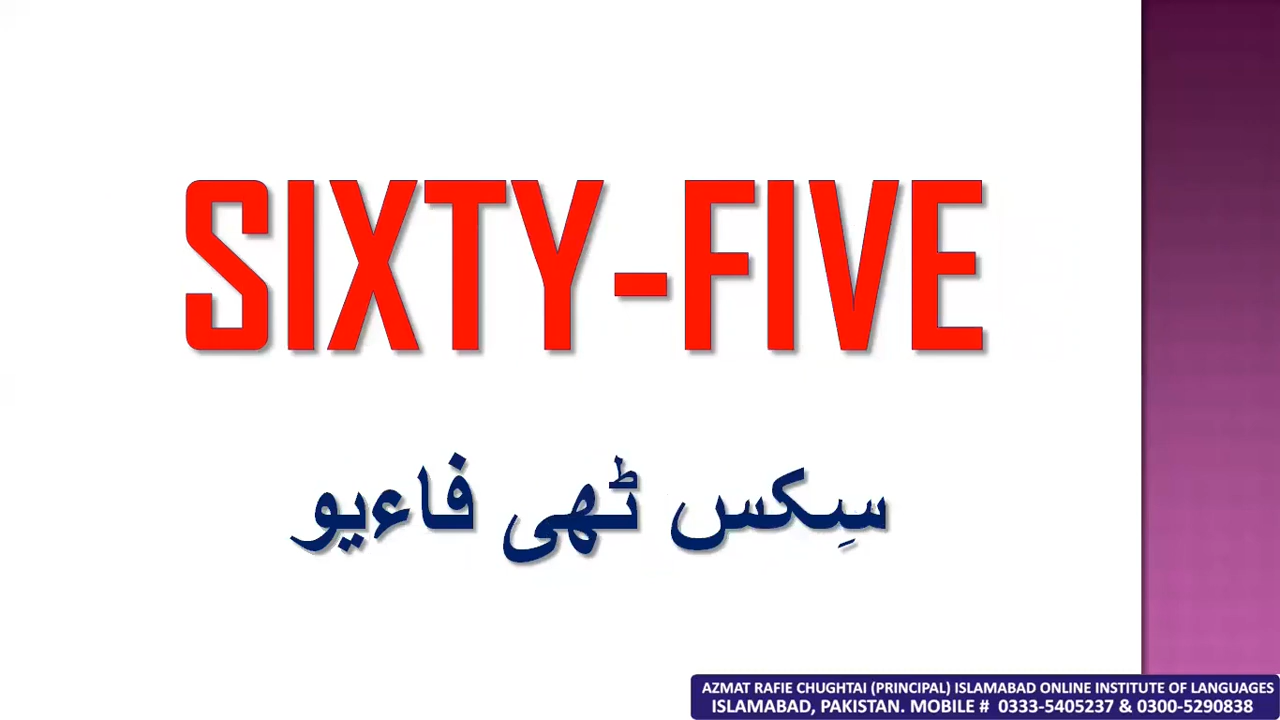 SIXTY-FIVE
سِکس ٹھی فاءیو
AZMAT RAFIE CHUGHTAI (PRINCIPAL) ISLAMABAD ONLINE INSTITUTE OF LANGUAGES
ISLAMABAD, PAKISTAN. MOBILE # 0333-5405237 & 0300-5290838